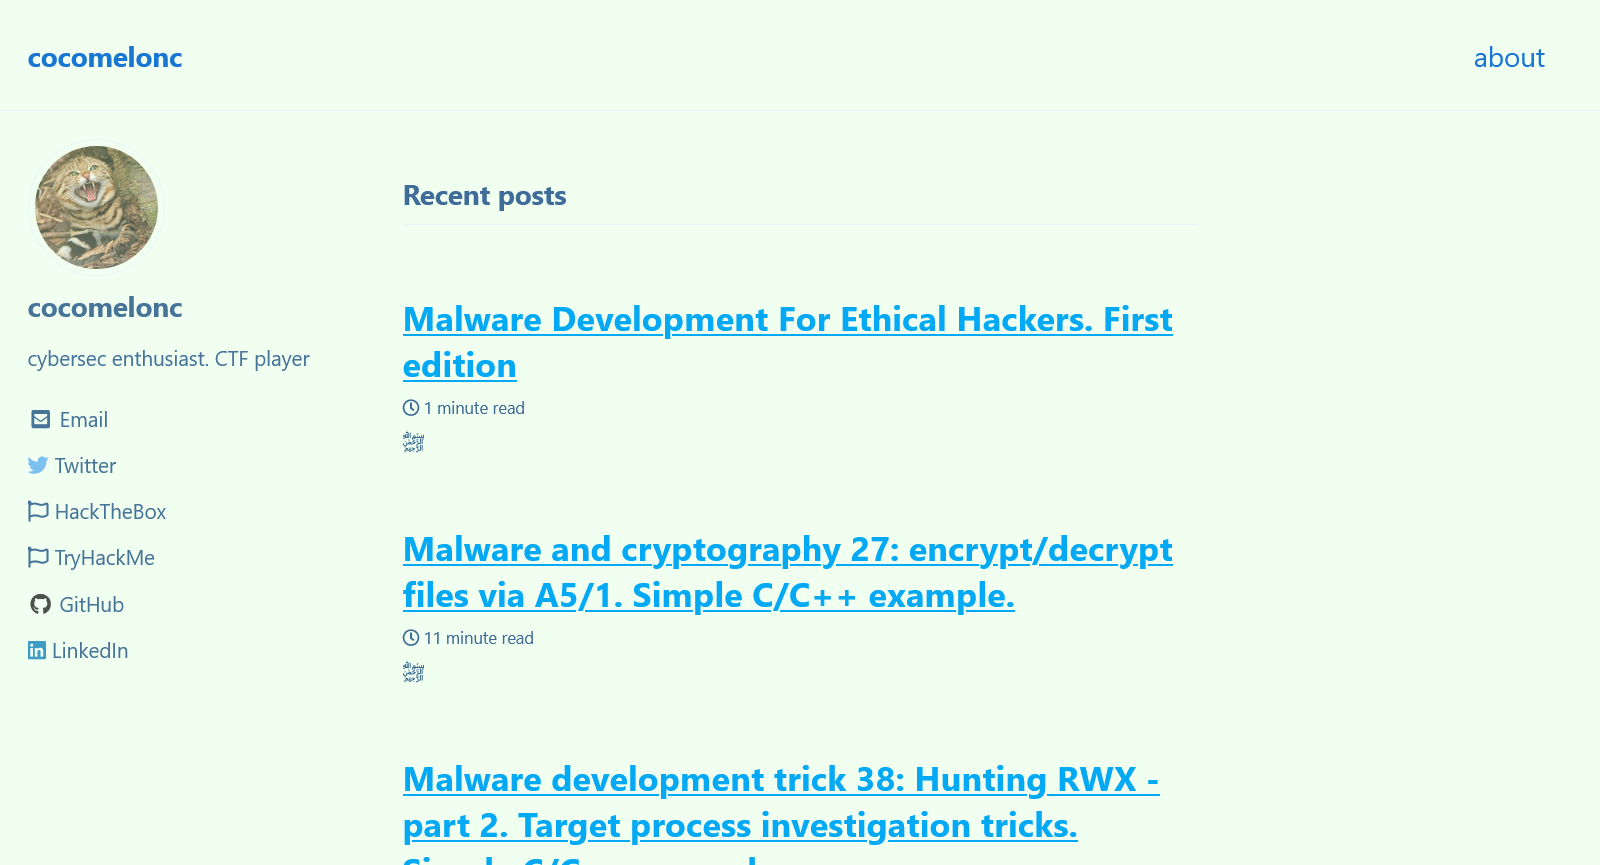 cocomelonc
about
cocomelonc
cybersec enthusiast. CTF player
Email
Twitter
HackTheBox
TryHackMe
GitHub
LinkedIn
Recent posts
Malware Development For Ethical Hackers. First
edition
1 minute read
﷽
Malware and cryptography 27: encrypt/decrypt
files via A5/1. Simple C/C++ example.
11 minute read
﷽
Malware development trick 38: Hunting RWX -
part 2. Target process investigation tricks.